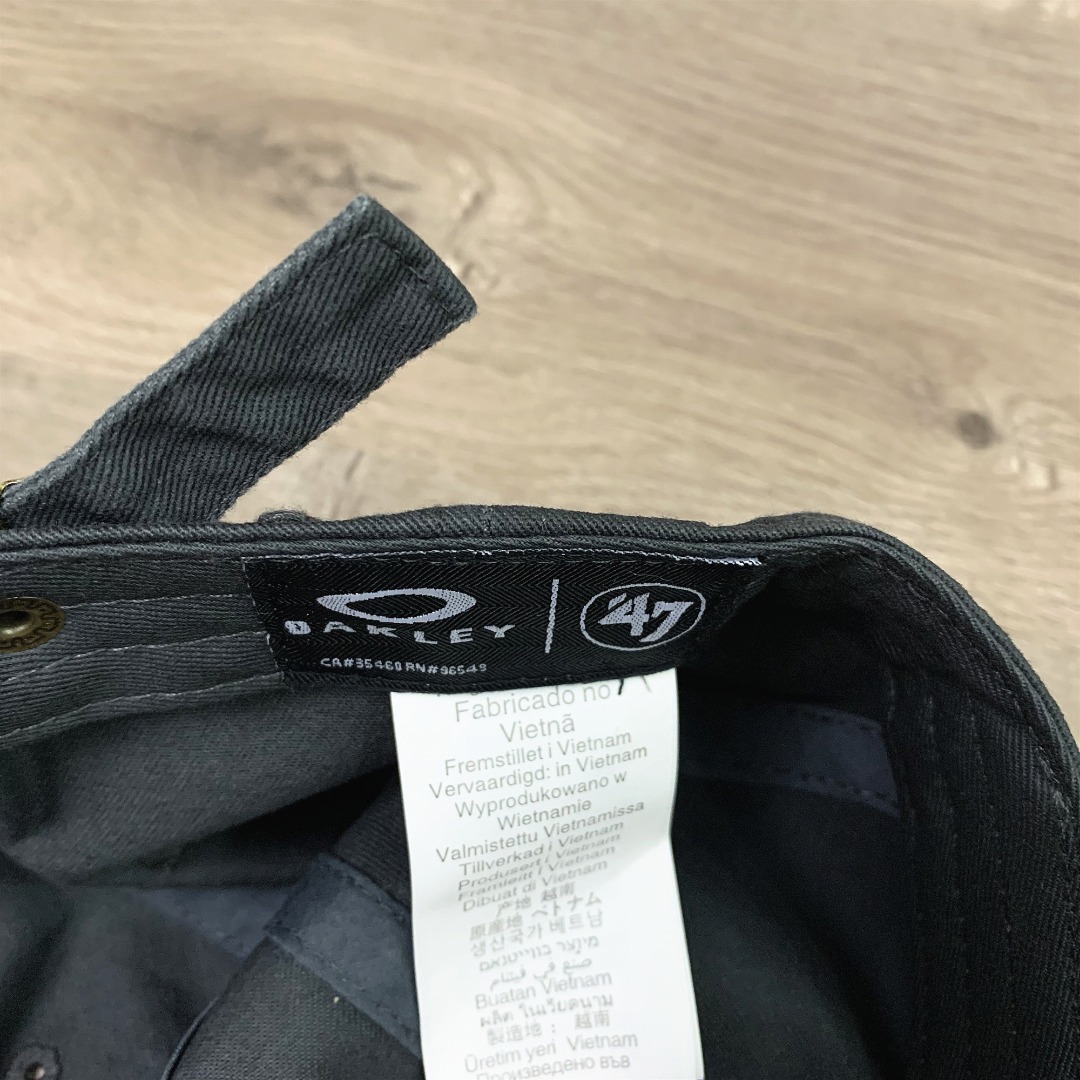 OAKLEY
'47
CA#35460 RN#96549
Fabricado no
Vietnã
Fremstillet i Vietnam
Vervaardigd: in Vietnam
Wyprodukowano w
Wietnamie
Valmistettu Vietnamissa
Tillverkad i Vietnam
Produsert i Vietnam
Framleitt i Vietnam
Dibuat di Vietnam
产地 越南
原産地 ベトナム
생산국가 베트남
מיוצר בווייטנאם
صنع في فيتنام
Buatan Vietnam
ผลิต ในเวียดนาม
製造地： 越南
Üretim yeri Vietnam
Произведено във